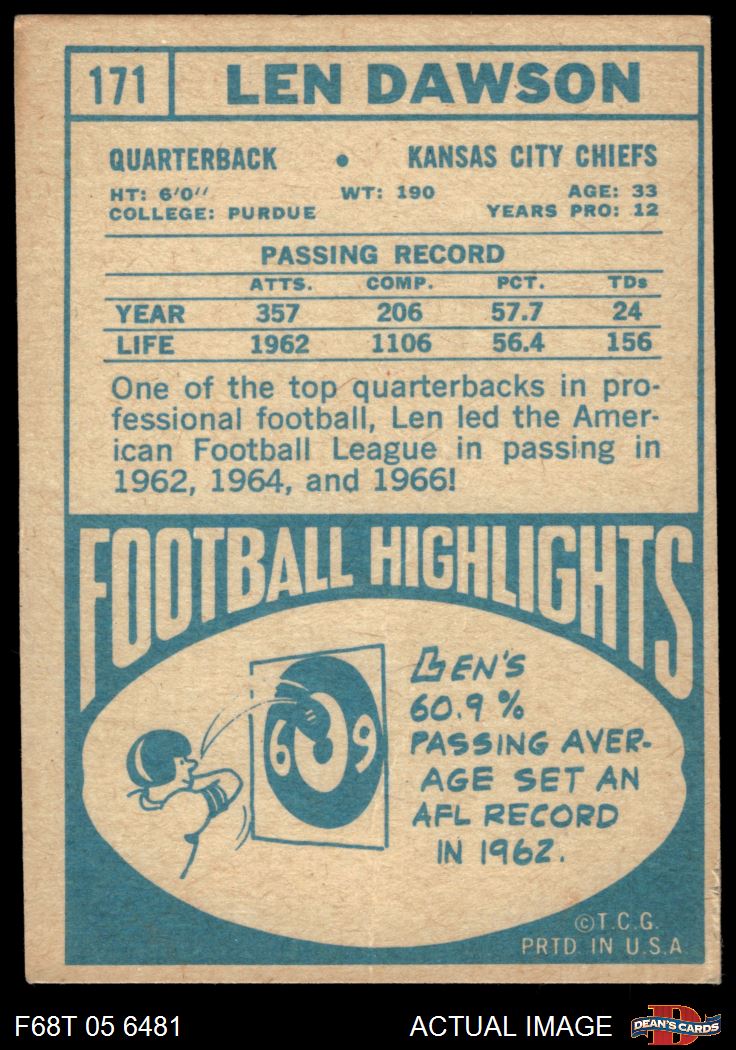 171 LEN DAWSON
QUARTERBACK • KANSAS CITY CHIEFS
HT: 6'0'' WT: 190 AGE: 33
COLLEGE: PURDUE YEARS PRO: 12
PASSING RECORD
ATTS. COMP. PCT. TDs
YEAR 357 206 57.7 24
LIFE 1962 1106 56.4 156
One of the top quarterbacks in pro-
fessional football, Len led the Amer-
ican Football League in passing in
1962, 1964, and 1966!
FOOTBALL HIGHLIGHTS
LEN'S
60.9%
PASSING AVER-
AGE SET AN
AFL RECORD
IN 1962.
60 9
©T.C.G.
PRTD. IN U.S.A
F68T 05 6481 ACTUAL IMAGE
DEAN'S CARDS